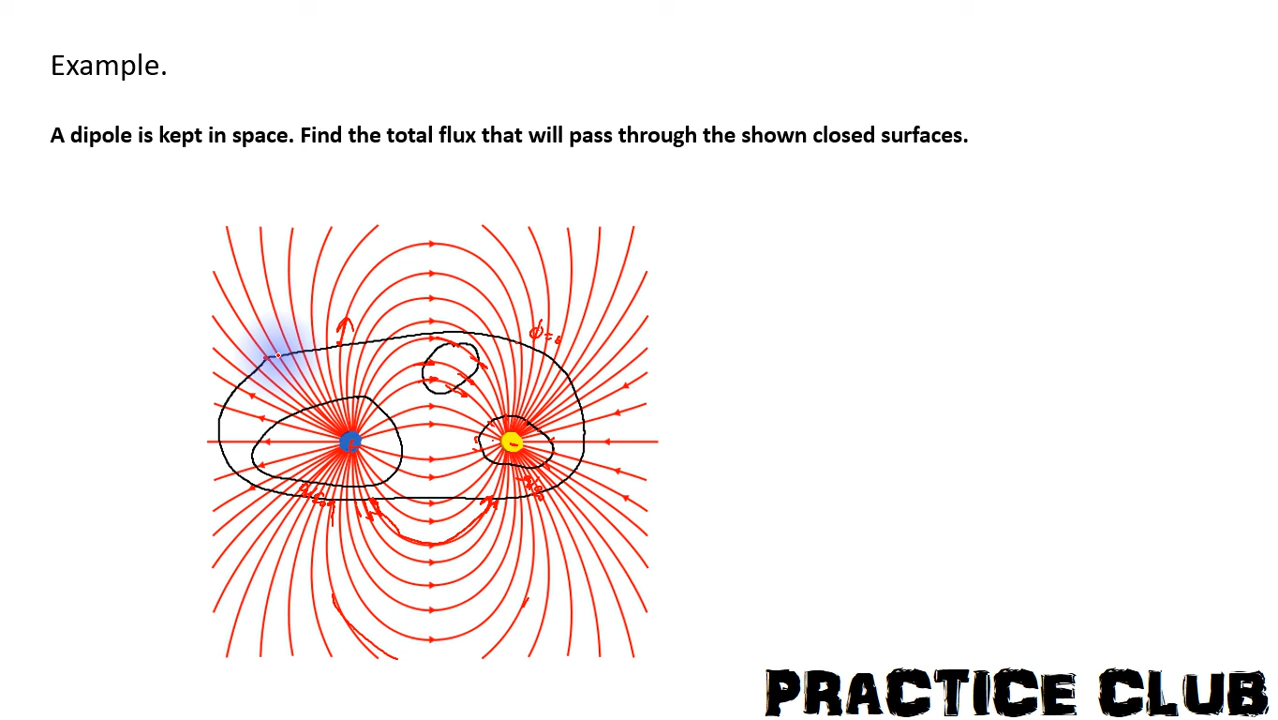 Example.
A dipole is kept in space. Find the total flux that will pass through the shown closed surfaces.
PRACTICE CLUB